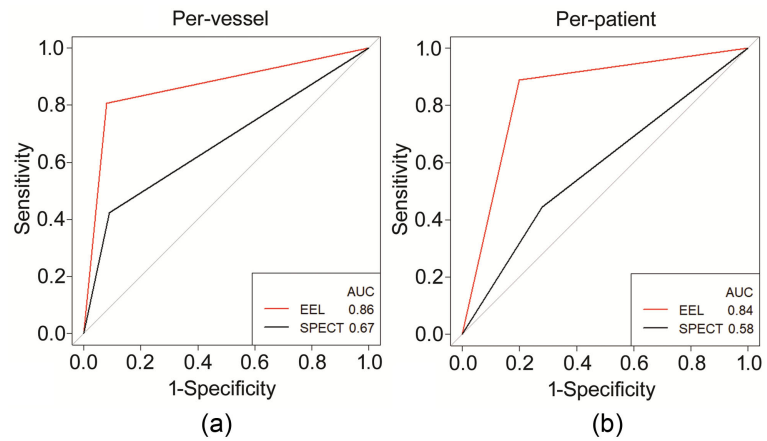 Per-vessel
Sensitivity
1.0
0.8
0.6
0.4
0.2
0.0
AUC
EEL 0.86
SPECT 0.67
0.0 0.2 0.4 0.6 0.8 1.0
1-Specificity
(a)
Per-patient
Sensitivity
1.0
0.8
0.6
0.4
0.2
0.0
AUC
EEL 0.84
SPECT 0.58
0.0 0.2 0.4 0.6 0.8 1.0
1-Specificity
(b)